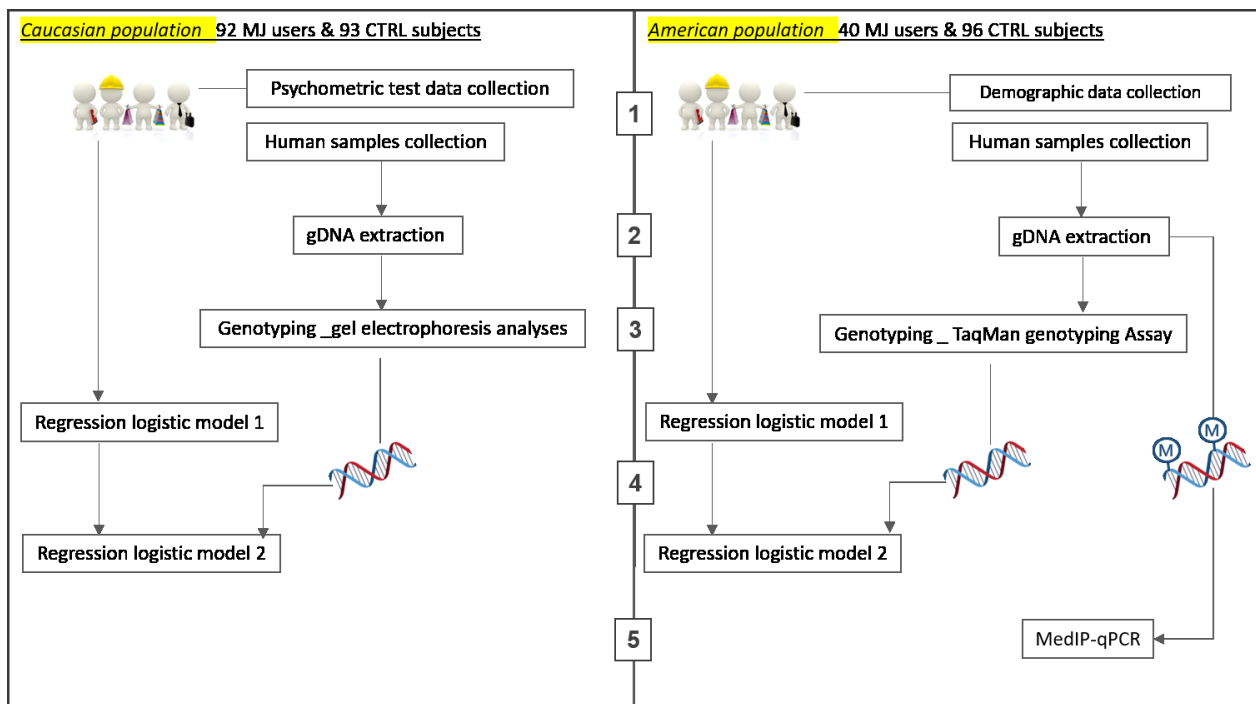 Caucasian population 92 MJ users & 93 CTRL subjects
Psychometric test data collection
Human samples collection
gDNA extraction
Genotyping _gel electrophoresis analyses
Regression logistic model 1
Regression logistic model 2
1
2
3
4
5
American population 40 MJ users & 96 CTRL subjects
Demographic data collection
Human samples collection
gDNA extraction
Genotyping _ TaqMan genotyping Assay
Regression logistic model 1
M
M
Regression logistic model 2
MedIP-qPCR